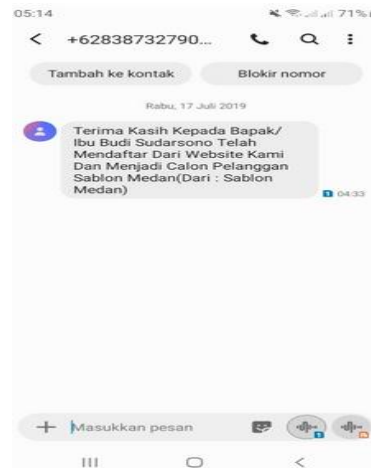 05:14 71%
+62838732790...
Tambah ke kontak Blokir nomor
Rabu, 17 Juli 2019
Terima Kasih Kepada Bapak/
Ibu Budi Sudarsono Telah
Mendaftar Dari Website Kami
Dan Menjadi Calon Pelanggan
Sablon Medan(Dari : Sablon
Medan)
1 04:33
Masukkan pesan
1